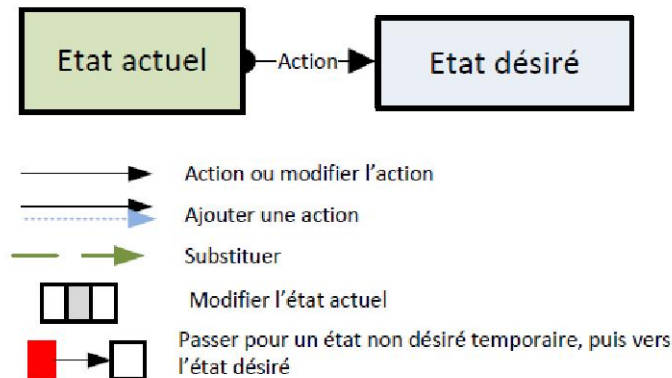 Etat actuel
Action
Etat désiré
Action ou modifier l'action
Ajouter une action
Substituer
Modifier l'état actuel
Passer pour un état non désiré temporaire, puis vers
l'état désiré